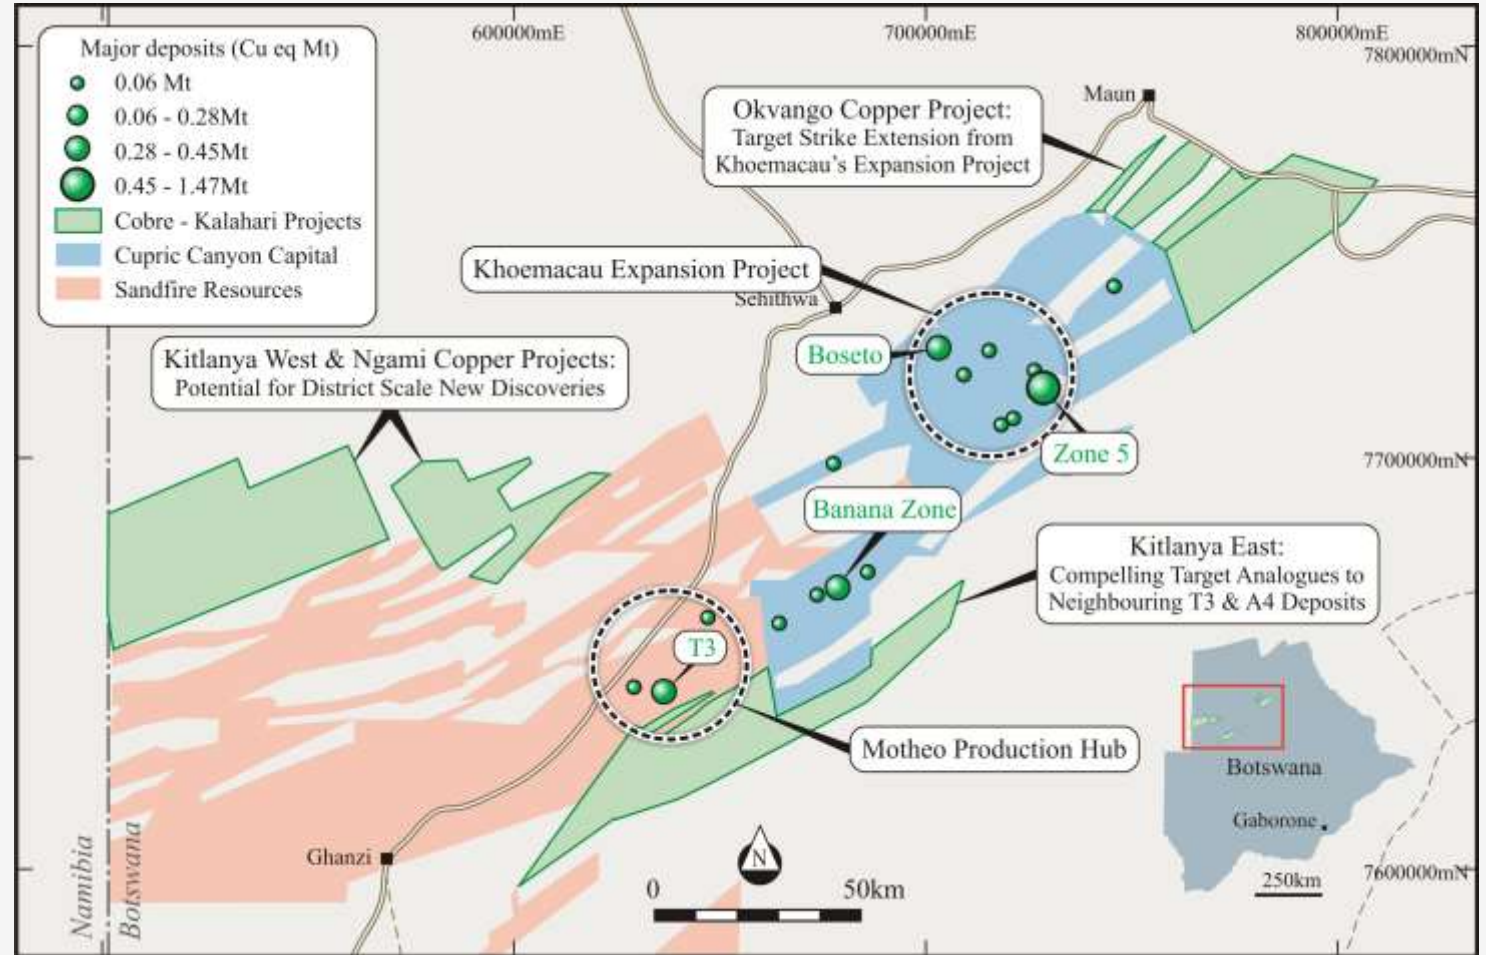 600000mE
700000mE
800000mE
7800000mN
Major deposits (Cu eq Mt)
0.06 Mt
0.06 - 0.28Mt
0.28 - 0.45Mt
0.45 - 1.47Mt
Cobre - Kalahari Projects
Cupric Canyon Capital
Sandfire Resources
Maun
Okvango Copper Project:
Target Strike Extension from
Khoemacau's Expansion Project
Khoemacau Expansion Project
Sehithwa
Boseto
Kitlanya West & Ngami Copper Projects:
Potential for District Scale New Discoveries
Zone 5
7700000mN
Banana Zone
Kitlanya East:
Compelling Target Analogues to
Neighbouring T3 & A4 Deposits
T3
Motheo Production Hub
Botswana
Gaborone
Ghanzi
Namibia
Botswana
N
0 50km
250km
7600000mN